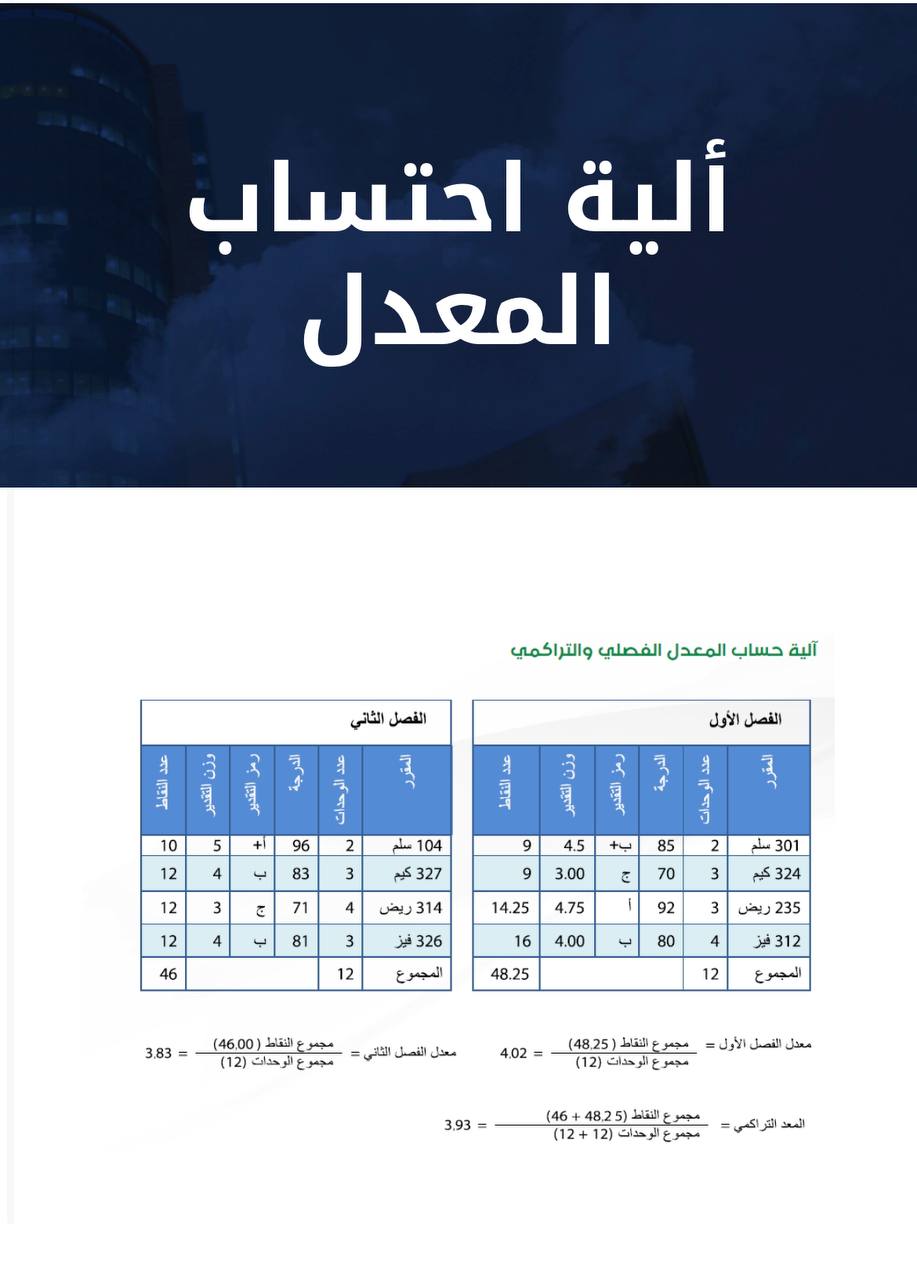 ألية احتساب
المعدل
آلية حساب المعدل الفصلي والتراكمي
الفصل الأول
المقرر عدد الوحدات الدرجة رمز التقدير وزن التقدير عدد النقاط
301 سلم 2 85 ب+ 4.5 9
324 كيم 3 70 ج 3.00 9
235 ريض 3 92 أ 4.75 14.25
312 فيز 4 80 ب 4.00 16
المجموع 12 48.25
الفصل الثاني
المقرر عدد الوحدات الدرجة رمز التقدير وزن التقدير عدد النقاط
104 سلم 2 96 أ+ 5 10
327 كيم 3 83 ب 4 12
314 ريض 4 71 ج 3 12
326 فيز 3 81 ب 4 12
المجموع 12 46
معدل الفصل الأول =
مجموع النقاط (48.25)
مجموع الوحدات (12)
= 4.02
معدل الفصل الثاني =
مجموع النقاط (46.00)
مجموع الوحدات (12)
= 3.83
المعد التراكمي =
مجموع النقاط (48.25 + 46)
مجموع الوحدات (12 + 12)
= 3.93